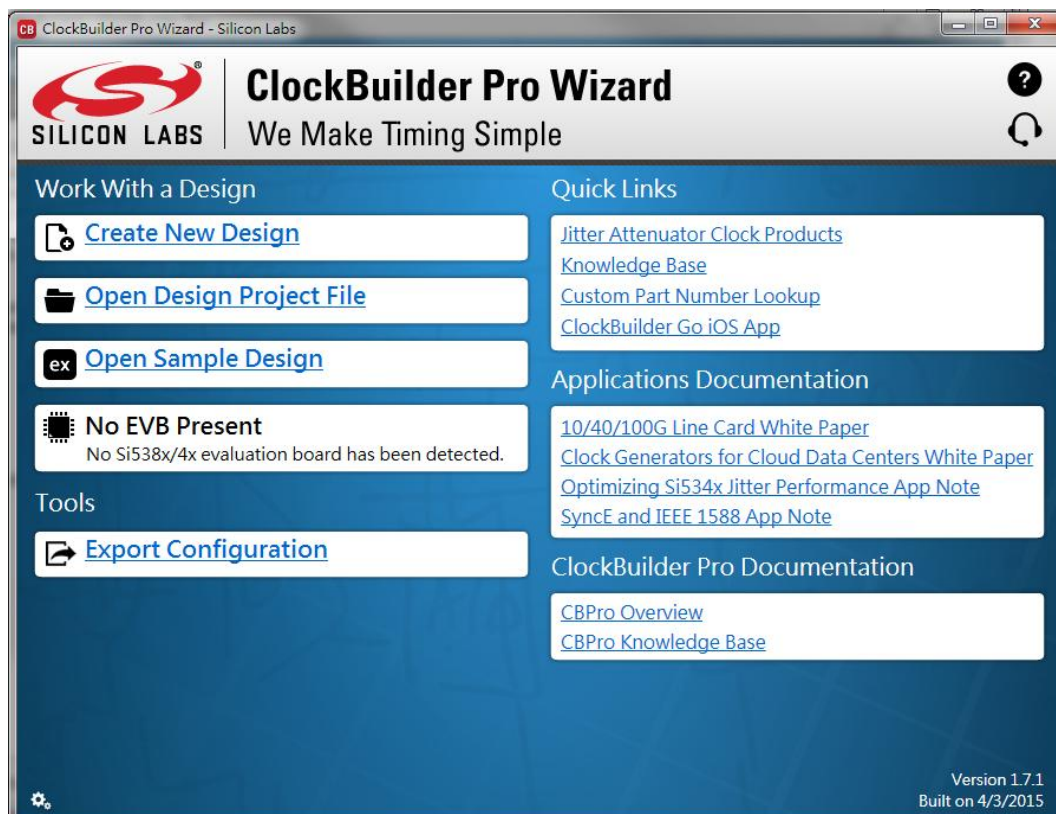 CB ClockBuilder Pro Wizard - Silicon Labs
SILICON LABS
ClockBuilder Pro Wizard
We Make Timing Simple
?
Work With a Design
Create New Design
Open Design Project File
ex Open Sample Design
No EVB Present
No Si538x/4x evaluation board has been detected.
Tools
Export Configuration
Quick Links
Jitter Attenuator Clock Products
Knowledge Base
Custom Part Number Lookup
ClockBuilder Go iOS App
Applications Documentation
10/40/100G Line Card White Paper
Clock Generators for Cloud Data Centers White Paper
Optimizing Si534x Jitter Performance App Note
SyncE and IEEE 1588 App Note
ClockBuilder Pro Documentation
CBPro Overview
CBPro Knowledge Base
Version 1.7.1
Built on 4/3/2015